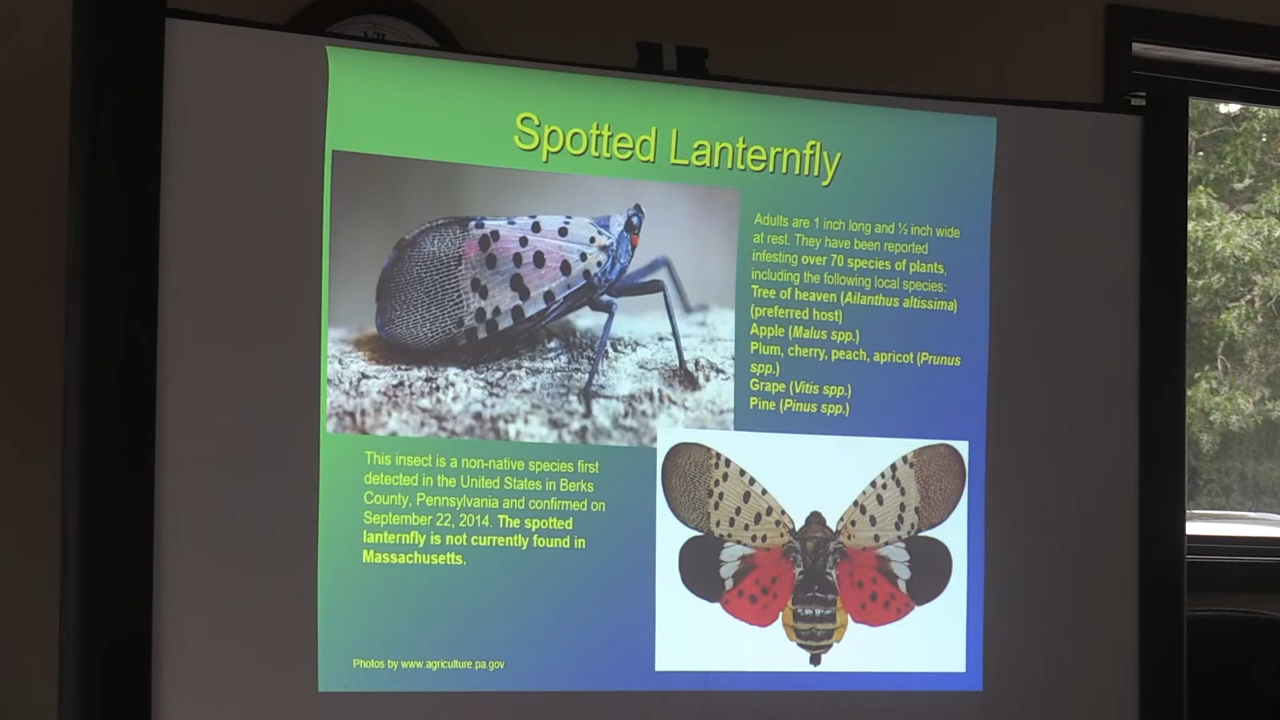 VII
Spotted Lanternfly
Adults are 1 inch long and ½ inch wide
at rest. They have been reported
infesting over 70 species of plants,
including the following local species:
Tree of heaven (Ailanthus altissima)
(preferred host)
Apple (Malus spp.)
Plum, cherry, peach, apricot (Prunus
spp.)
Grape (Vitis spp.)
Pine (Pinus spp.)
This insect is a non-native species first
detected in the United States in Berks
County, Pennsylvania and confirmed on
September 22, 2014. The spotted
lanternfly is not currently found in
Massachusetts.
Photos by www.agriculture.pa.gov